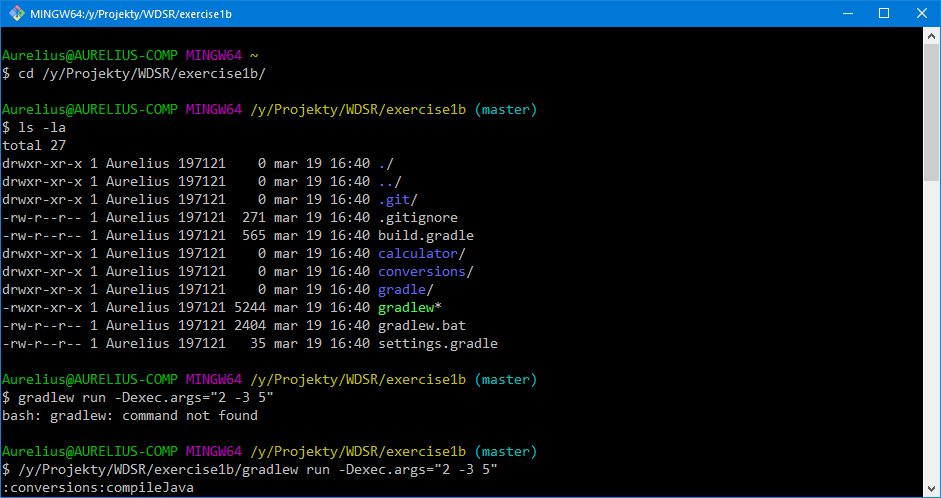 MINGW64:/y/Projekty/WDSR/exercise1b
Aurelius@AURELIUS-COMP MINGW64 ~
$ cd /y/Projekty/WDSR/exercise1b/
Aurelius@AURELIUS-COMP MINGW64 /y/Projekty/WDSR/exercise1b (master)
$ ls -la
total 27
drwxr-xr-x 1 Aurelius 197121    0 mar 19 16:40 ./
drwxr-xr-x 1 Aurelius 197121    0 mar 19 16:40 ../
drwxr-xr-x 1 Aurelius 197121    0 mar 19 16:40 .git/
-rw-r--r-- 1 Aurelius 197121  271 mar 19 16:40 .gitignore
-rw-r--r-- 1 Aurelius 197121  565 mar 19 16:40 build.gradle
drwxr-xr-x 1 Aurelius 197121    0 mar 19 16:40 calculator/
drwxr-xr-x 1 Aurelius 197121    0 mar 19 16:40 conversions/
drwxr-xr-x 1 Aurelius 197121    0 mar 19 16:40 gradle/
-rwxr-xr-x 1 Aurelius 197121 5244 mar 19 16:40 gradlew*
-rw-r--r-- 1 Aurelius 197121 2404 mar 19 16:40 gradlew.bat
-rw-r--r-- 1 Aurelius 197121   35 mar 19 16:40 settings.gradle
Aurelius@AURELIUS-COMP MINGW64 /y/Projekty/WDSR/exercise1b (master)
$ gradlew run -Dexec.args="2 -3 5"
bash: gradlew: command not found
Aurelius@AURELIUS-COMP MINGW64 /y/Projekty/WDSR/exercise1b (master)
$ /y/Projekty/WDSR/exercise1b/gradlew run -Dexec.args="2 -3 5"
:conversions:compileJava